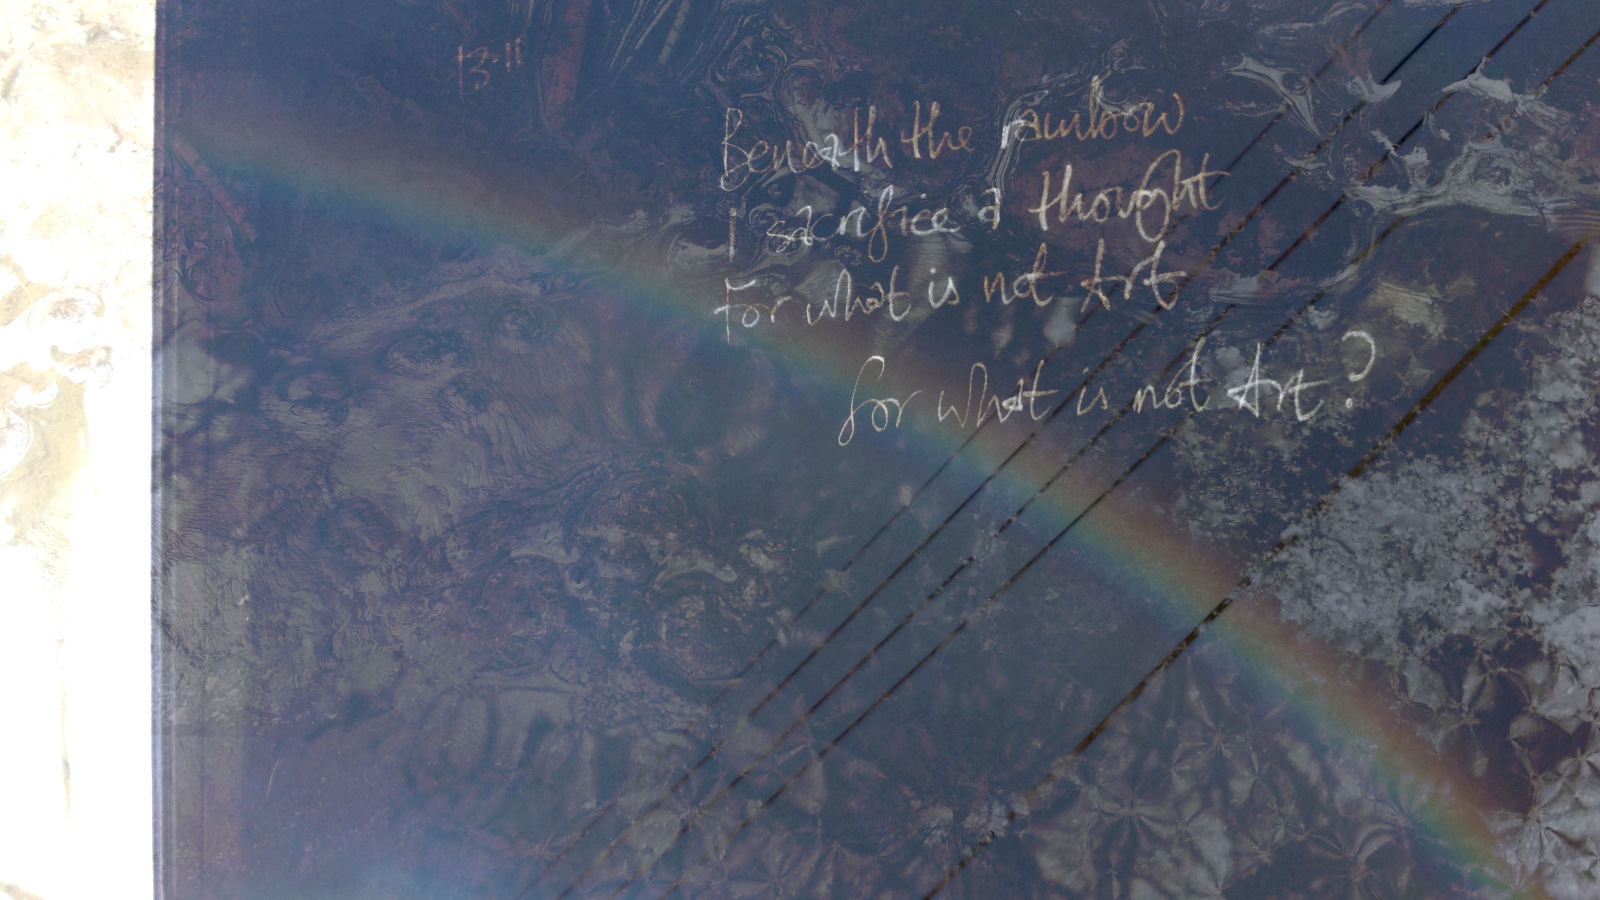 13.11
Beneath the rainbow
I sacrifice a thought
For what is not Art
for what is not Art?